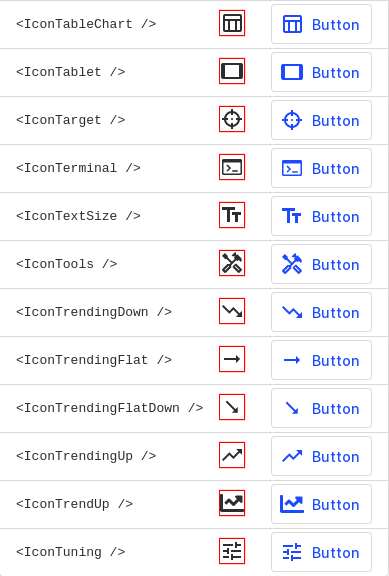 <IconTableChart /> Button
<IconTablet /> Button
<IconTarget /> Button
<IconTerminal /> Button
<IconTextSize /> Button
<IconTools /> Button
<IconTrendingDown /> Button
<IconTrendingFlat /> Button
<IconTrendingFlatDown /> Button
<IconTrendingUp /> Button
<IconTrendUp /> Button
<IconTuning /> Button